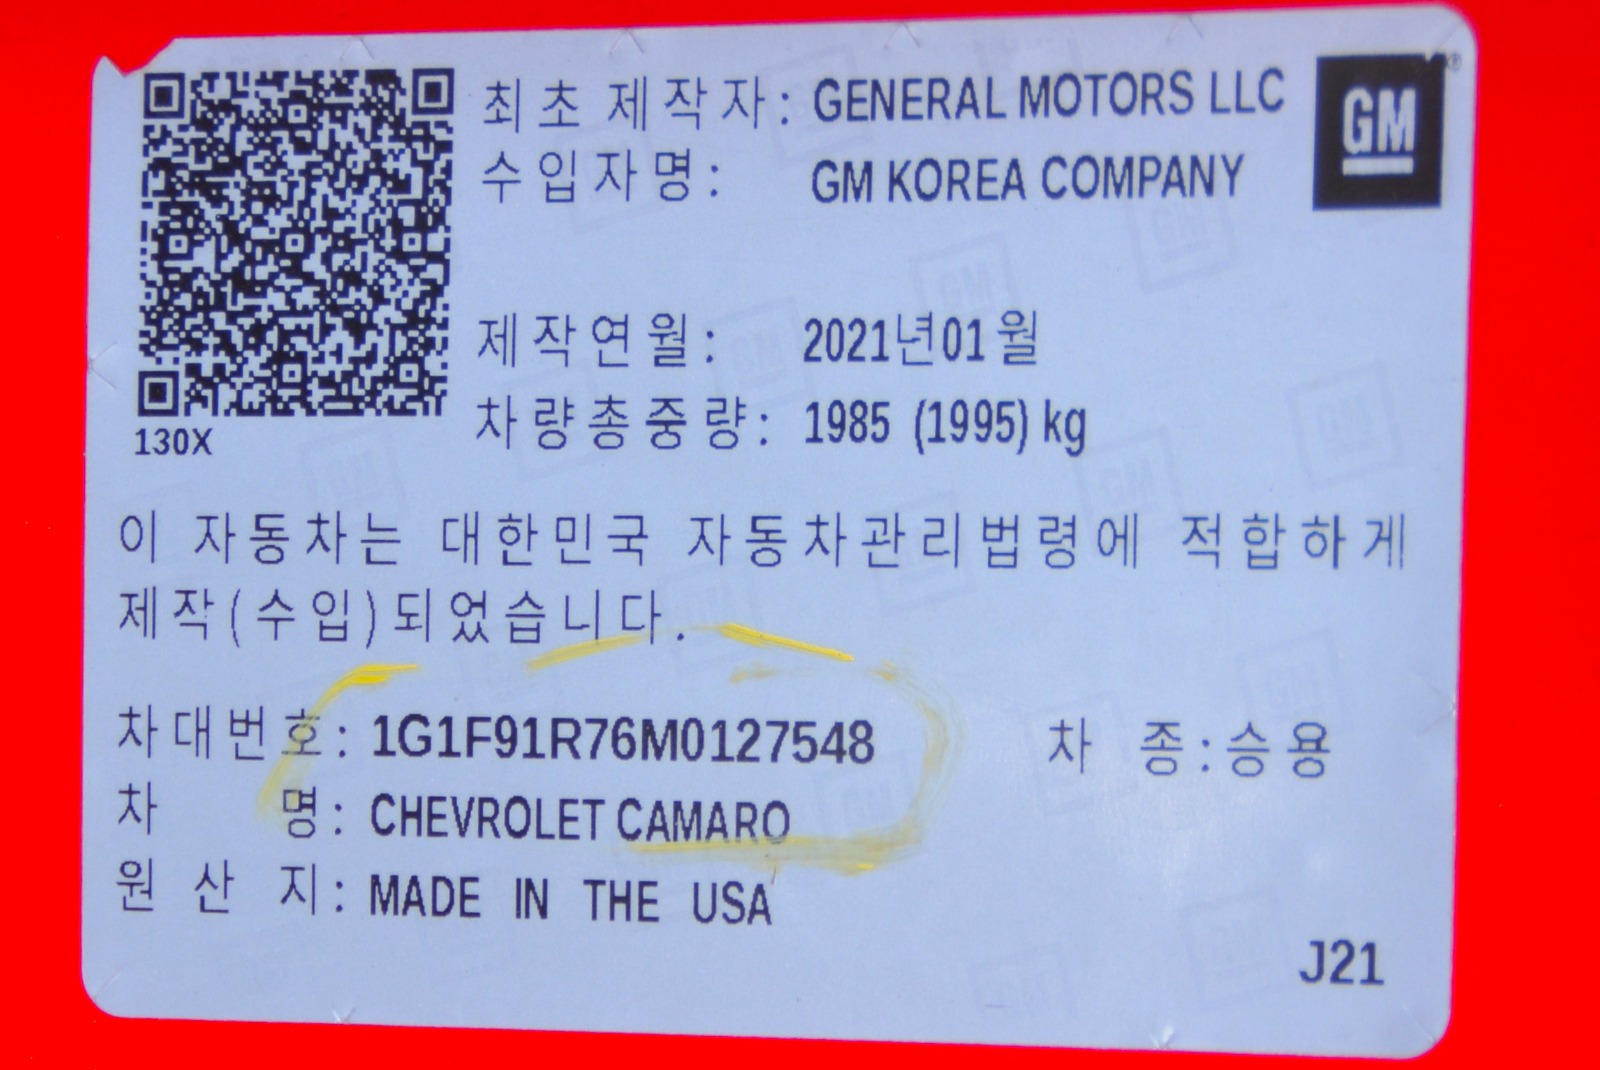 최초 제작자: GENERAL MOTORS LLC
GM
수입자명: GM KOREA COMPANY
제작연월: 2021년01월
차량총중량: 1985 (1995) kg
130X
이 자동차는 대한민국 자동차관리법령에 적합하게
제작(수입)되었습니다.
차대번호: 1G1F91R76M0127548
차 종: 승용
차 명: CHEVROLET CAMARO
원 산 지: MADE IN THE USA
J21